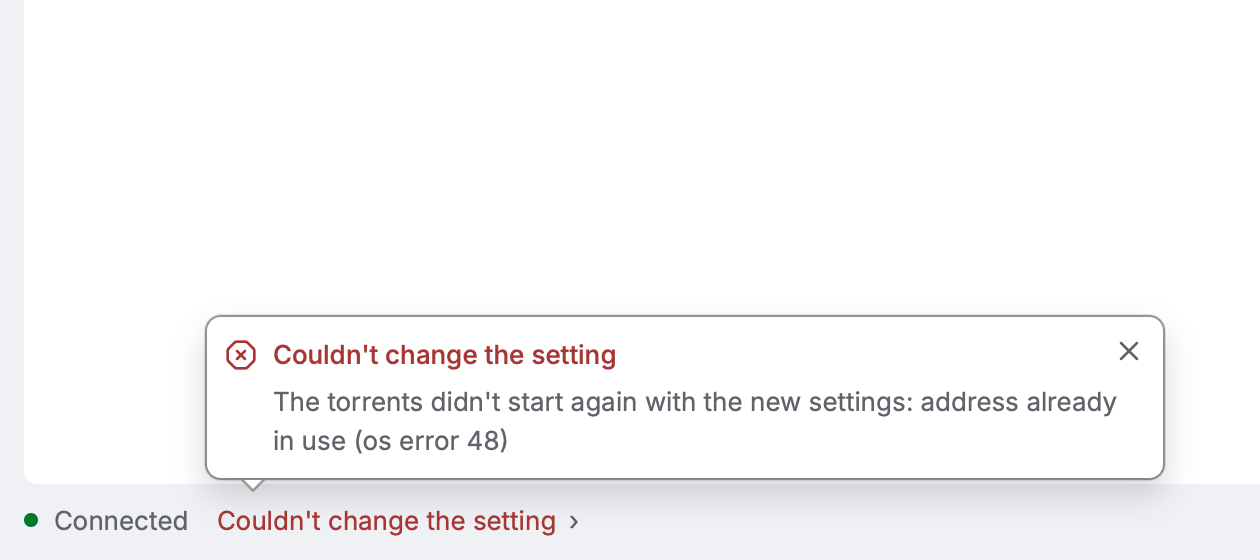 Couldn't change the setting
The torrents didn't start again with the new settings: address already
in use (os error 48)
Connected Couldn't change the setting ›